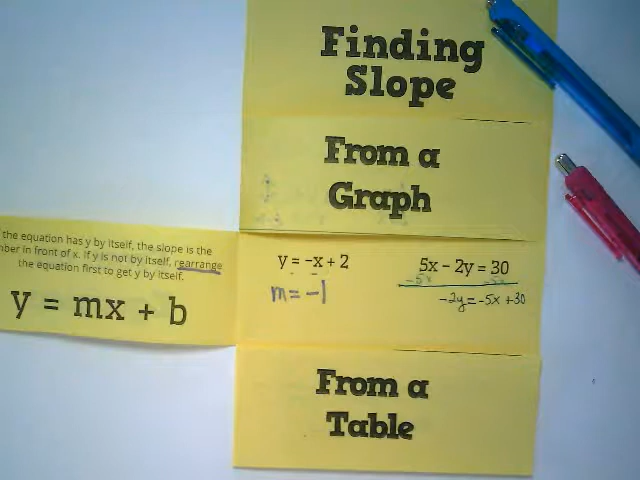 Finding
Slope
From a
Graph
the equation has y by itself, the slope is the
number in front of x. If y is not by itself, rearrange
the equation first to get y by itself.
y = mx + b
y = -x + 2
m = -1
5x - 2y = 30
-5x -5x
-2y = -5x + 30
From a
Table